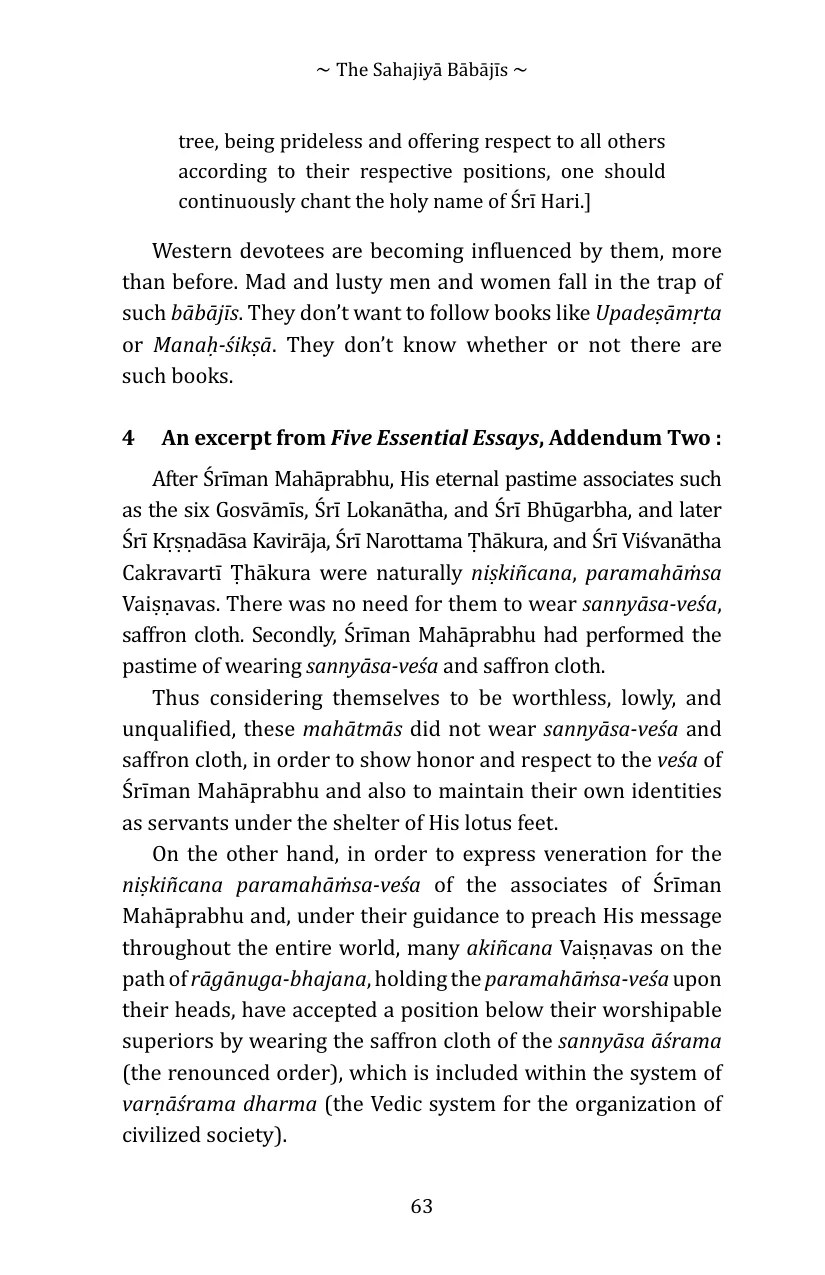 ~ The Sahajiyā Bābājīs ~
tree, being prideless and offering respect to all others
according to their respective positions, one should
continuously chant the holy name of Śrī Hari.]
Western devotees are becoming influenced by them, more
than before. Mad and lusty men and women fall in the trap of
such bābājīs. They don’t want to follow books like Upadeṣāmṛta
or Manaḥ-śikṣā. They don’t know whether or not there are
such books.
4 An excerpt from Five Essential Essays, Addendum Two :
After Śrīman Mahāprabhu, His eternal pastime associates such
as the six Gosvāmīs, Śrī Lokanātha, and Śrī Bhūgarbha, and later
Śrī Kṛṣṇadāsa Kavirāja, Śrī Narottama Ṭhākura, and Śrī Viśvanātha
Cakravartī Ṭhākura were naturally niṣkiñcana, paramahāṁsa
Vaiṣṇavas. There was no need for them to wear sannyāsa-veśa,
saffron cloth. Secondly, Śrīman Mahāprabhu had performed the
pastime of wearing sannyāsa-veśa and saffron cloth.
Thus considering themselves to be worthless, lowly, and
unqualified, these mahātmās did not wear sannyāsa-veśa and
saffron cloth, in order to show honor and respect to the veśa of
Śrīman Mahāprabhu and also to maintain their own identities
as servants under the shelter of His lotus feet.
On the other hand, in order to express veneration for the
niṣkiñcana paramahāṁsa-veśa of the associates of Śrīman
Mahāprabhu and, under their guidance to preach His message
throughout the entire world, many akiñcana Vaiṣṇavas on the
path of rāgānuga-bhajana, holding the paramahāṁsa-veśa upon
their heads, have accepted a position below their worshipable
superiors by wearing the saffron cloth of the sannyāsa āśrama
(the renounced order), which is included within the system of
varṇāśrama dharma (the Vedic system for the organization of
civilized society).
63